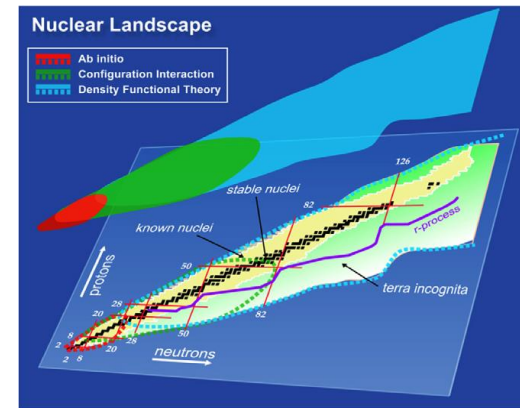 Nuclear Landscape
Ab initio
Configuration Interaction
Density Functional Theory
126
stable nuclei
82
known nuclei
r-process
50
terra incognita
protons
28
82
20
50
8
28
2
20
2 8
neutrons